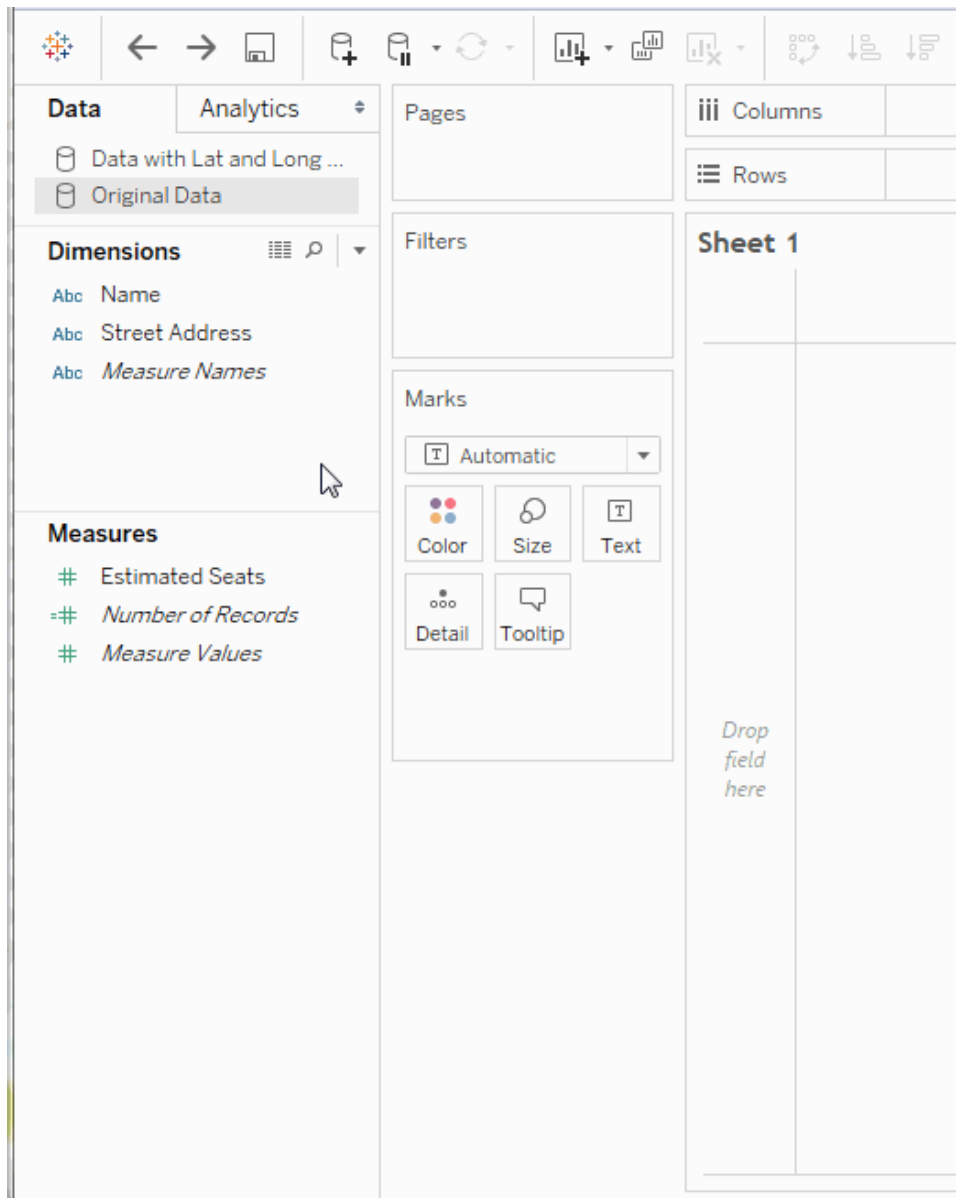 Data
Analytics
Data with Lat and Long ...
Original Data
Dimensions
Abc Name
Abc Street Address
Abc Measure Names
Measures
# Estimated Seats
=# Number of Records
# Measure Values
Pages
Filters
Marks
T Automatic
Color
Size
T
Text
Detail
Tooltip
iii Columns
Rows
Sheet 1
Drop
field
here